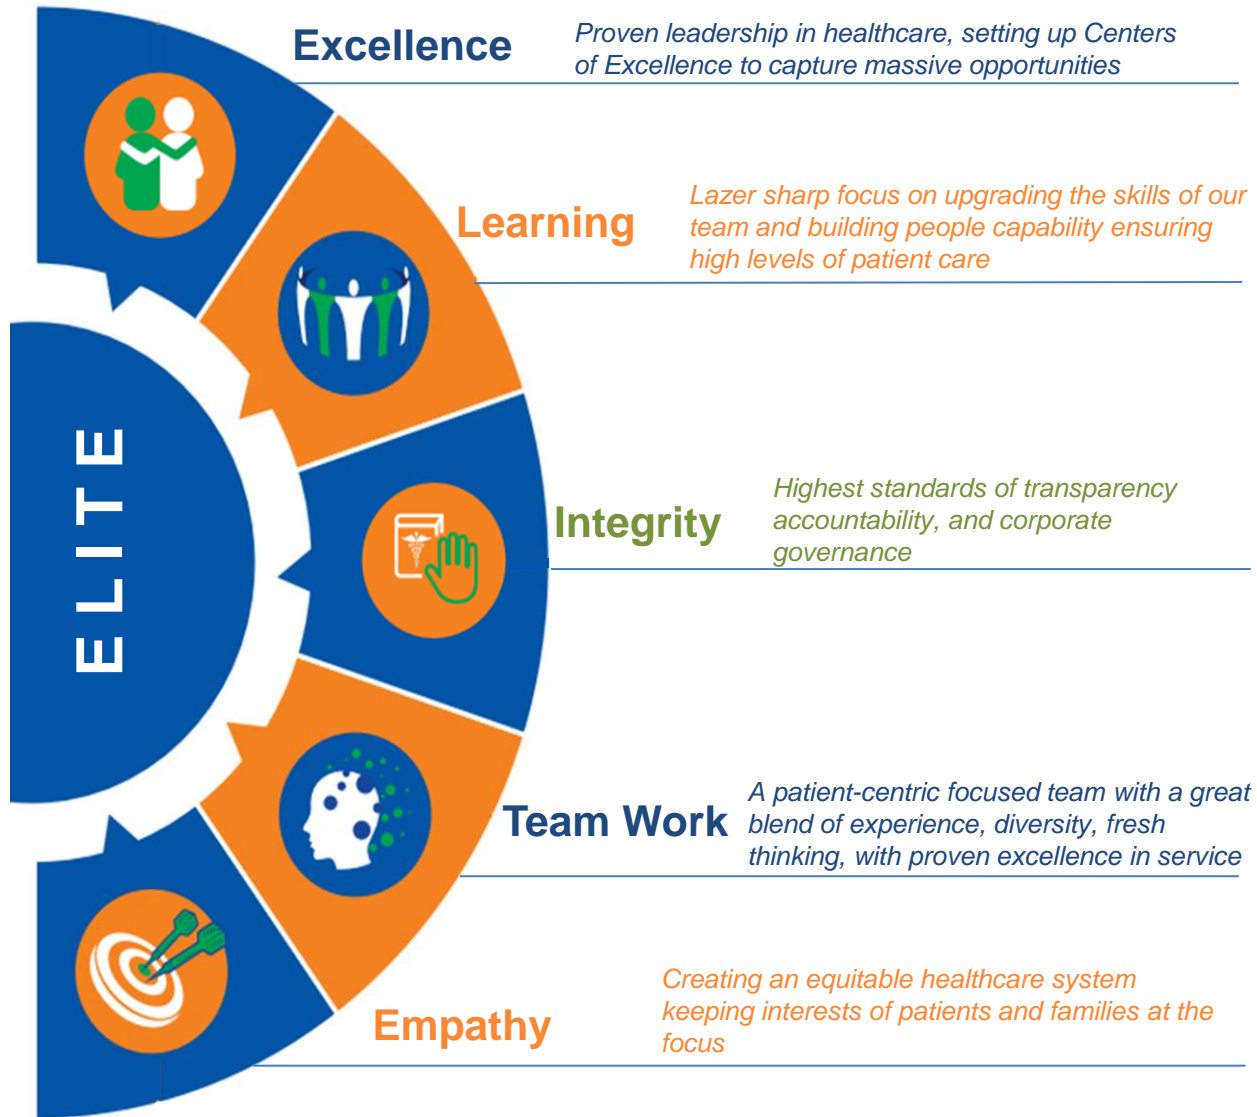 Excellence
Proven leadership in healthcare, setting up Centers
of Excellence to capture massive opportunities
Learning
Lazer sharp focus on upgrading the skills of our
team and building people capability ensuring
high levels of patient care
ELITE
Integrity
Highest standards of transparency
accountability, and corporate
governance
Team Work
A patient-centric focused team with a great
blend of experience, diversity, fresh
thinking, with proven excellence in service
Empathy
Creating an equitable healthcare system
keeping interests of patients and families at the
focus